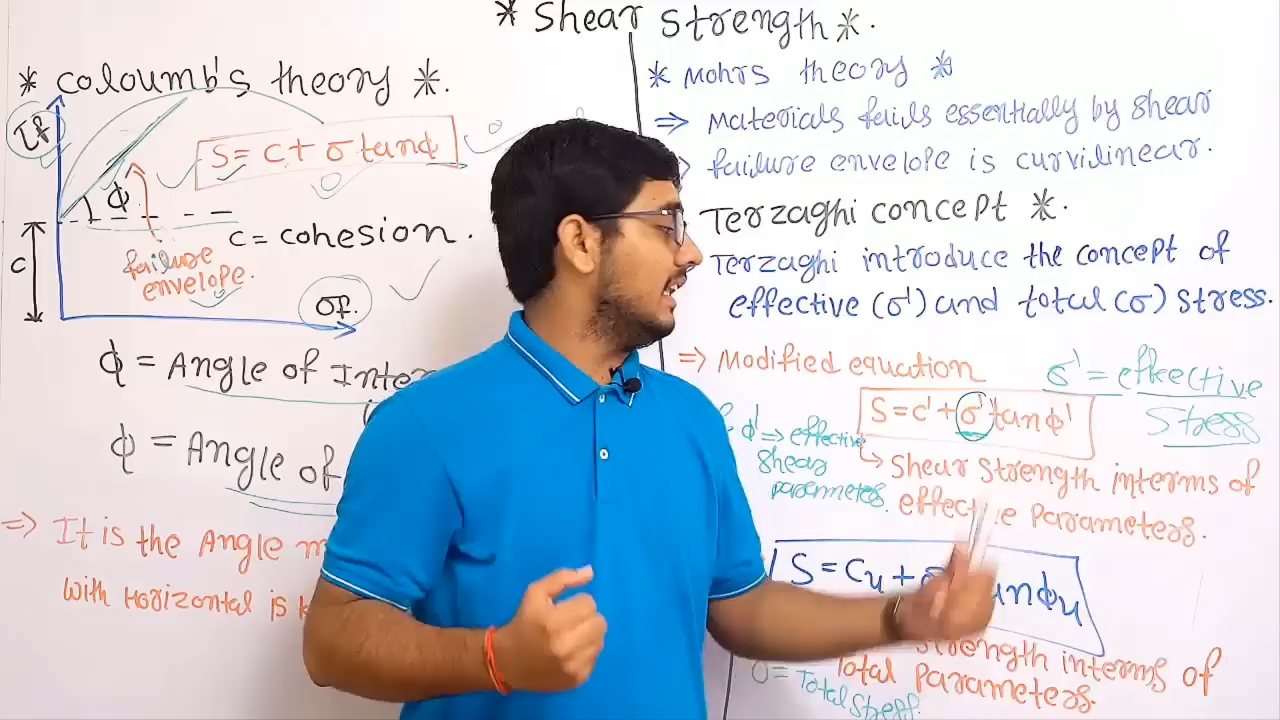 * Shear Strength *.
* Coloumb's theory *.
τf
S = C + σ tanϕ
ϕ
failure
envelope.
C
C = Cohesion.
σf.
ϕ = Angle of Inter
ϕ = Angle of
⇒ It is the Angle m
with Horizontal is k
* Mohrs theory *
⇒ Materials fails essentially by shear
failure envelope is curvilinear.
Terzaghi concept *.
Terzaghi introduce the concept of
effective (σ') and total (σ) stress.
⇒ Modified equation
σ' = effective
stress
S = C' + σ' tanϕ'
ϕ' ⇒ effective
shear
parameters.
↳ Shear strength interms of
effective Parameters.
S = Cu + σ tanϕu
strength interms of
Total Parameters.
σ = Total stress.